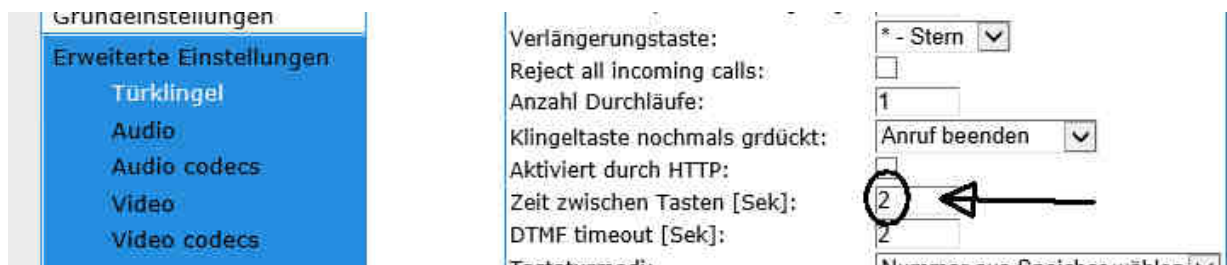 Grundeinstellungen
Erweiterte Einstellungen
Türklingel
Audio
Audio codecs
Video
Video codecs
Verlängerungstaste: * - Stern
Reject all incoming calls:
Anzahl Durchläufe: 1
Klingeltaste nochmals grdückt: Anruf beenden
Aktiviert durch HTTP:
Zeit zwischen Tasten [Sek]: 2
DTMF timeout [Sek]: 2